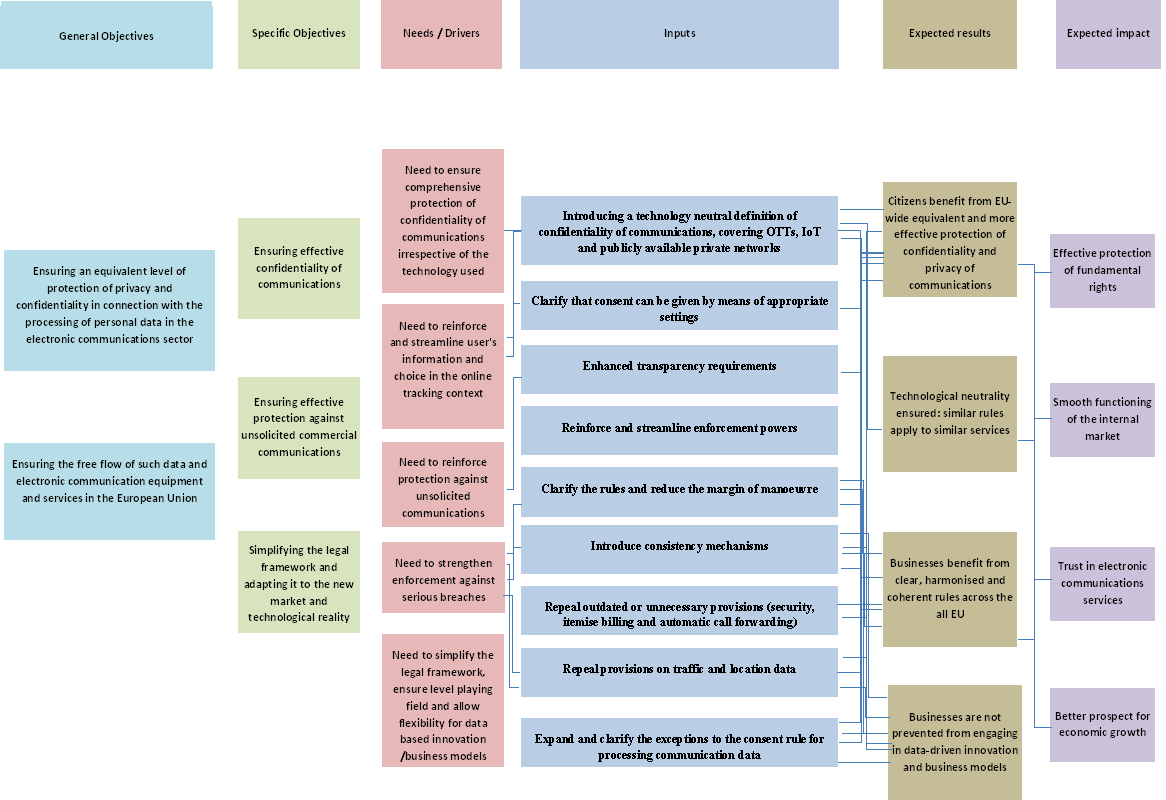 General Objectives
Specific Objectives
Needs / Drivers
Inputs
Expected results
Expected impact
Ensuring an equivalent level of
protection of privacy and
confidentiality in connection with the
processing of personal data in the
electronic communications sector
Ensuring the free flow of such data and
electronic communication equipment
and services in the European Union
Ensuring effective
confidentiality of
communications
Ensuring effective
protection against
unsolicited commercial
communications
Simplifying the legal
framework and
adapting it to the new
market and
technological reality
Need to ensure
comprehensive
protection of
confidentiality of
communications
irrespective of the
technology used
Need to reinforce
and streamline user's
information and
choice in the online
tracking context
Need to reinforce
protection against
unsolicited
communications
Need to strengthen
enforcement against
serious breaches
Need to simplify the
legal framework,
ensure level playing
field and allow
flexibility for data
based innovation
/business models
Introducing a technology neutral definition of
confidentiality of communications, covering OTTs, IoT
and publicly available private networks
Clarify that consent can be given by means of appropriate
settings
Enhanced transparency requirements
Reinforce and streamline enforcement powers
Clarify the rules and reduce the margin of manoeuvre
Introduce consistency mechanisms
Repeal outdated or unnecessary provisions (security,
itemise billing and automatic call forwarding)
Repeal provisions on traffic and location data
Expand and clarify the exceptions to the consent rule for
processing communication data
Citizens benefit from EU-
wide equivalent and more
effective protection of
confidentiality and
privacy of
communications
Technological neutrality
ensured: similar rules
apply to similar services
Businesses benefit from
clear, harmonised and
coherent rules across the
all EU
Businesses are not
prevented from engaging
in data-driven innovation
and business models
Effective protection
of fundamental
rights
Smooth functioning
of the internal
market
Trust in electronic
communications
services
Better prospect for
economic growth